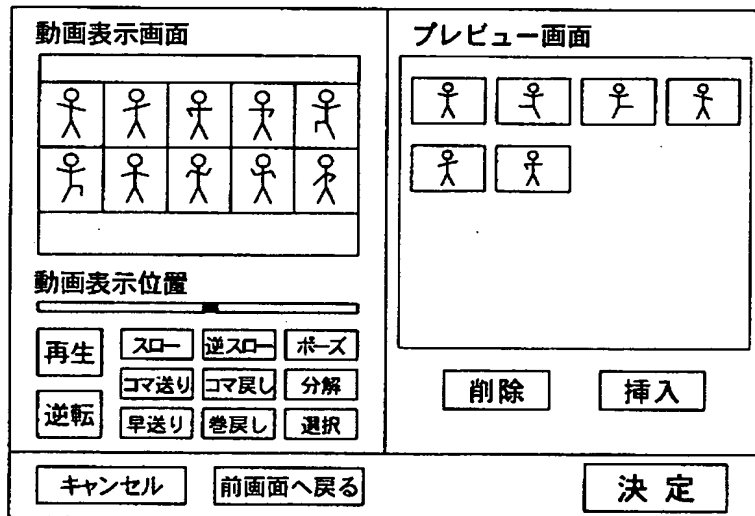 動画表示画面
プレビュー画面
動画表示位置
再生
スロー
逆スロー
ポーズ
コマ送り
コマ戻し
分解
逆転
早送り
巻戻し
選択
削除
挿入
キャンセル
前画面へ戻る
決定